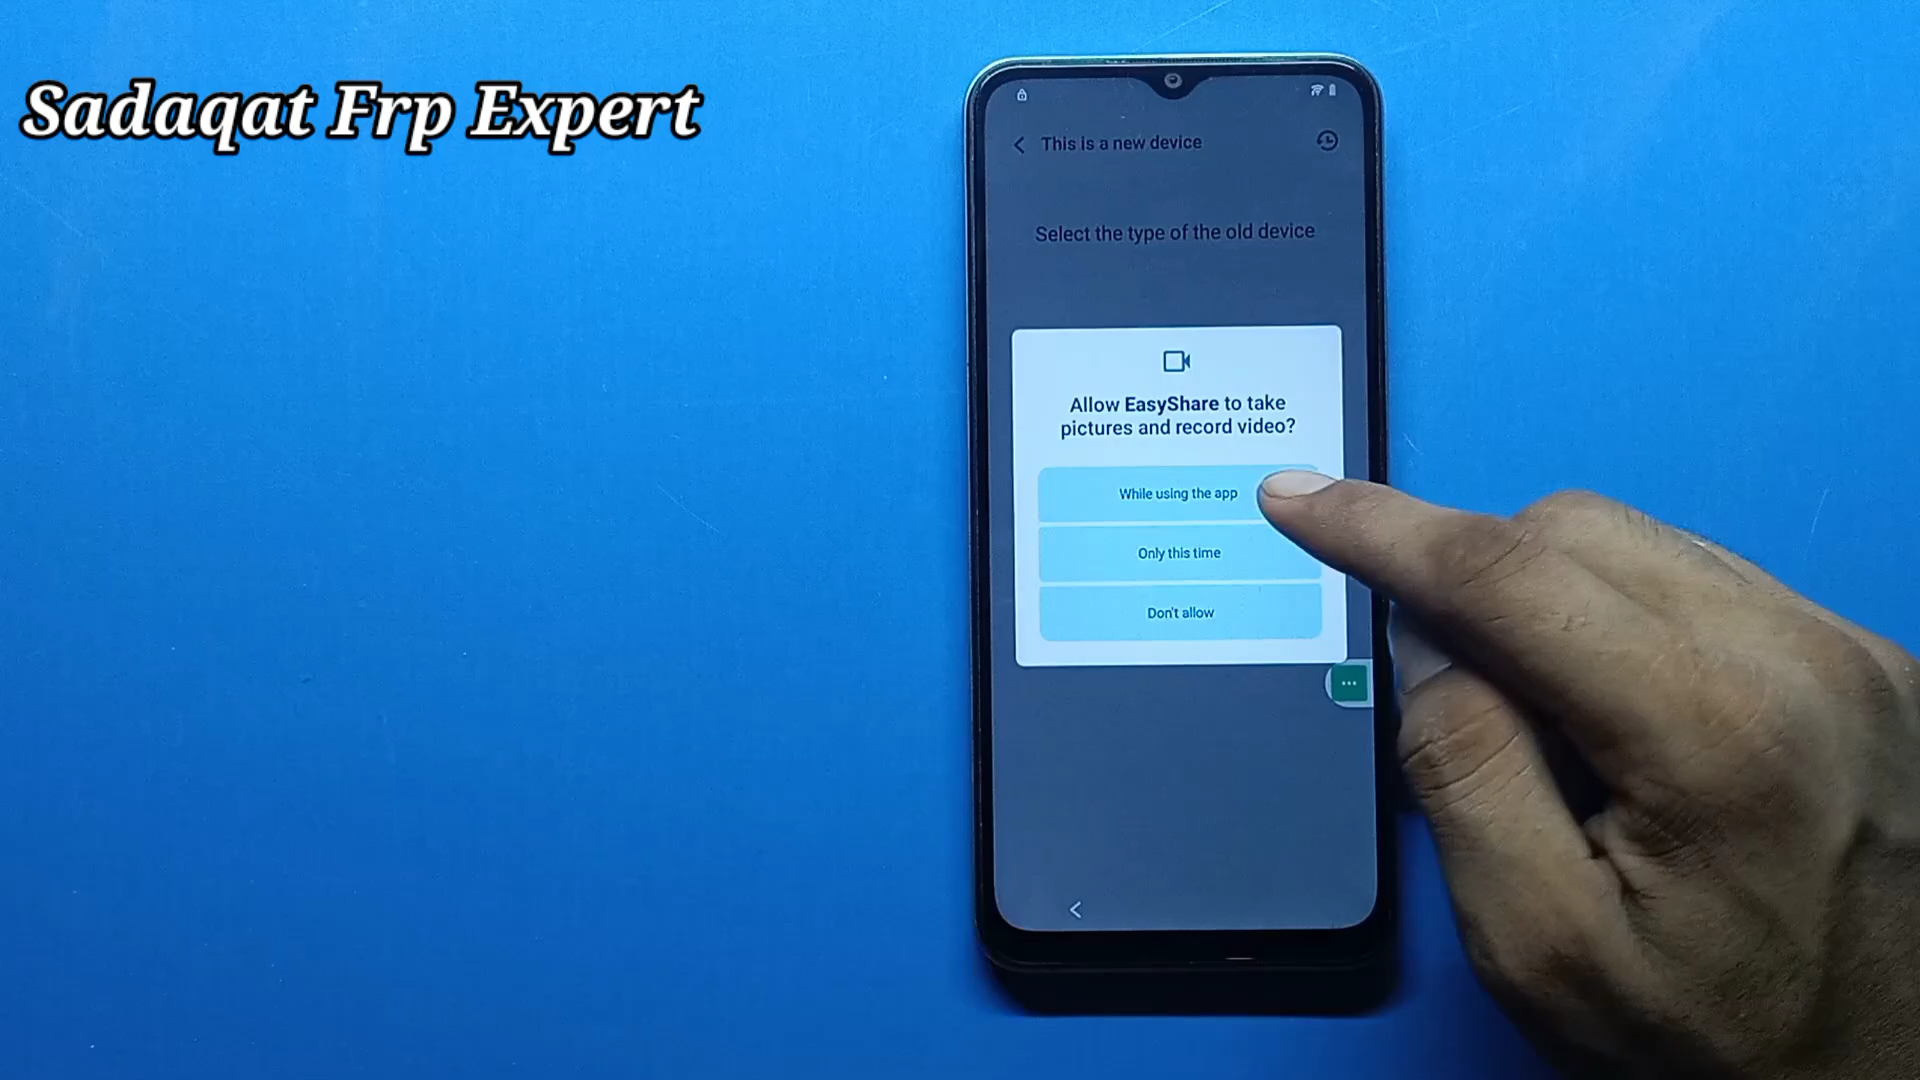 Sadaqat Frp Expert
This is a new device
Select the type of the old device
Allow EasyShare to take
pictures and record video?
While using the app
Only this time
Don't allow